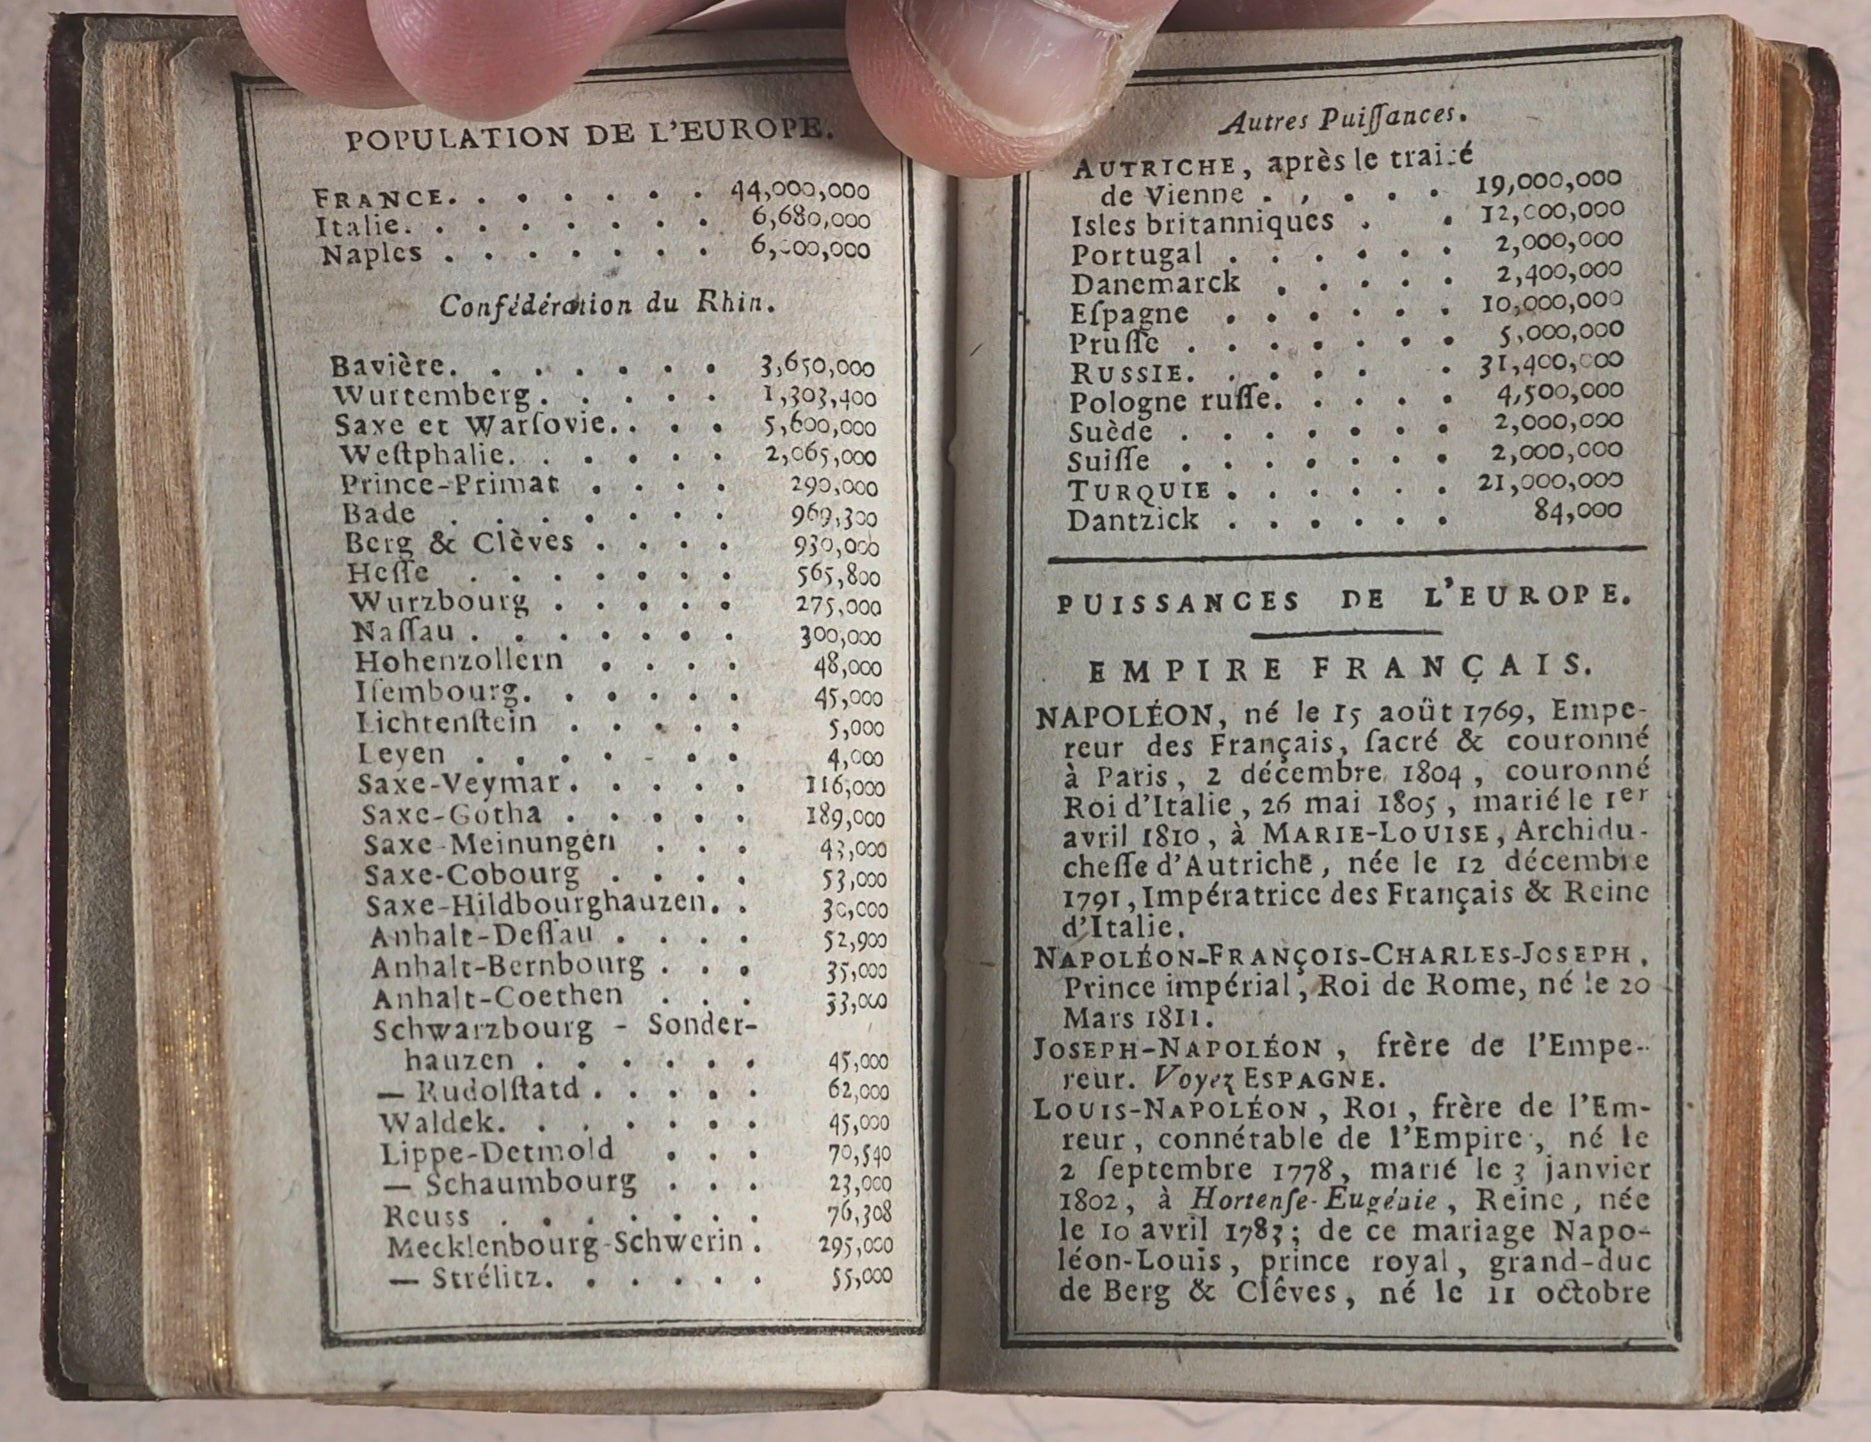 POPULATION DE L'EUROPE.
FRANCE. . . . . . . 44,000,000
Italie. . . . . . . . 6,680,000
Naples . . . . . . .
Confédération du Rhin.
Bavière. . . . . . . 3,650,000
Wurtemberg. . . . . 1,303,400
Saxe et Warſovie. . . . 5,600,000
Weſtphalie. . . . . . 2,065,000
Prince-Primat . . . . 290,000
Bade . . . . . . . 969,300
Berg & Clèves . . . . 930,000
Heſſe . . . . . . . 565,800
Wurzbourg . . . . . 275,000
Naſſau . . . . . . . 300,000
Hohenzollern . . . . 48,000
Iſembourg. . . . . . 45,000
Lichtenſtein . . . . . 5,000
Leyen . . . . . . . 4,000
Saxe-Veymar. . . . . 116,000
Saxe-Gotha . . . . . 189,000
Saxe-Meinungen . . . 43,000
Saxe-Cobourg . . . . 53,000
Saxe-Hildbourghauzen. . 30,000
Anhalt-Deſſau . . . . 52,900
Anhalt-Bernbourg . . . 35,000
Anhalt-Coethen . . . 33,000
Schwarzbourg - Sonder-
hauzen . . . . . . 45,000
— Rudolſtatd . . . . . 62,000
Waldek. . . . . . . 45,000
Lippe-Detmold . . . 70,540
— Schaumbourg . . . 23,000
Reuss . . . . . . . 76,308
Mecklenbourg-Schwerin . 295,000
— Strélitz. . . . . . 55,000
Autres Puiſſances.
AUTRICHE, après le traité
de Vienne . . . . . 19,000,000
Isles britanniques . . 12,000,000
Portugal . . . . . . 2,000,000
Danemarck . . . . . 2,400,000
Eſpagne . . . . . . 10,000,000
Pruſſe . . . . . . . 5,000,000
RUSSIE. . . . . . 31,400,000
Pologne ruſſe. . . . . 4,500,000
Suède . . . . . . . 2,000,000
Suiſſe . . . . . . . 2,000,000
TURQUIE . . . . . . 21,000,000
Dantzick . . . . . . 84,000
PUISSANCES DE L'EUROPE.
EMPIRE FRANÇAIS.
NAPOLÉON, né le 15 août 1769, Empe-
reur des Français, ſacré & couronné
à Paris, 2 décembre 1804, couronné
Roi d'Italie, 26 mai 1805, marié le 1er
avril 1810, à MARIE-LOUISE, Archidu-
cheſſe d'Autriche, née le 12 décembre
1791, Impératrice des Français & Reine
d'Italie.
NAPOLÉON-FRANÇOIS-CHARLES-JOSEPH,
Prince impérial, Roi de Rome, né le 20
Mars 1811.
JOSEPH-NAPOLÉON, frère de l'Empe-
reur. Voyez ESPAGNE.
LOUIS-NAPOLÉON, ROI, frère de l'Em-
reur, connétable de l'Empire, né le
2 ſeptembre 1778, marié le 3 janvier
1802, à Hortenſe-Eugénie, Reine, née
le 10 avril 1783; de ce mariage Napo-
léon-Louis, prince royal, grand-duc
de Berg & Clêves, né le 11 octobre